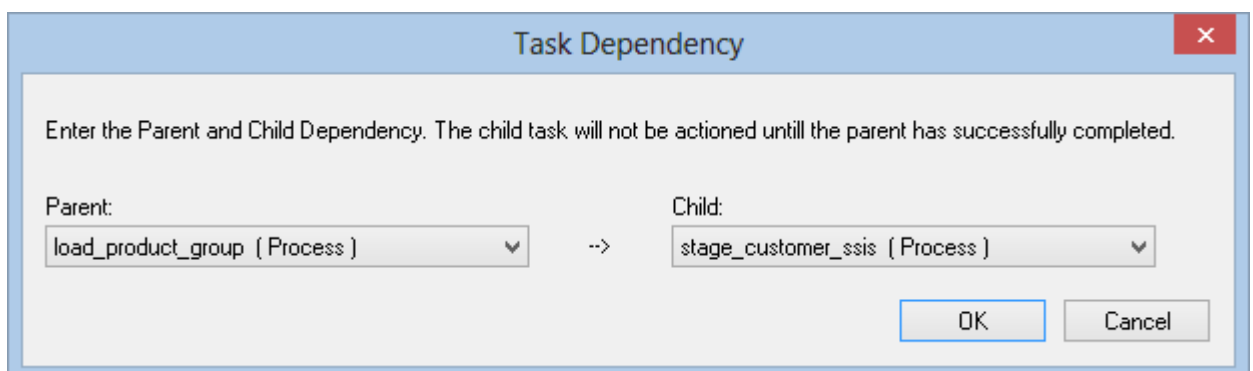 Task Dependency
Enter the Parent and Child Dependency. The child task will not be actioned untill the parent has successfully completed.
Parent:
Child:
load_product_group ( Process )
-->
stage_customer_ssis ( Process )
OK
Cancel